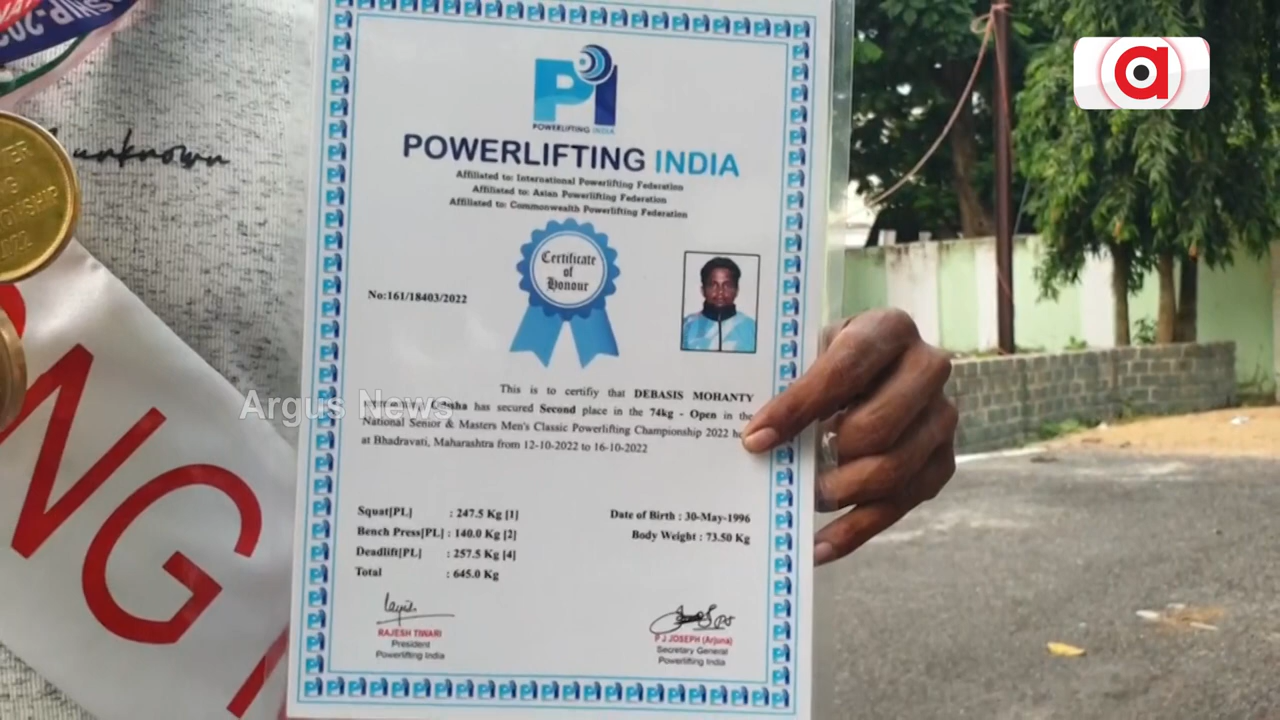 unknown
2022
NG
POWERLIFTING INDIA
POWERLIFTING INDIA
Affiliated to: International Powerlifting Federation
Affiliated to: Asian Powerlifting Federation
Affiliated to: Commonwealth Powerlifting Federation
Certificate
of
Honour
No:161/18403/2022
This is to certifiy that DEBASIS MOHANTY
has secured Second place in the 74kg - Open in the
National Senior & Masters Men's Classic Powerlifting Championship 2022
at Bhadravati, Maharashtra from 12-10-2022 to 16-10-2022
Argus News
Squat[PL] : 247.5 Kg [1]
Date of Birth : 30-May-1996
Bench Press[PL] : 140.0 Kg [2]
Body Weight : 73.50 Kg
Deadlift[PL] : 257.5 Kg [4]
Total : 645.0 Kg
RAJESH TIWARI
President
Powerlifting India
P J JOSEPH (Arjuna)
Secretary General
Powerlifting India
a